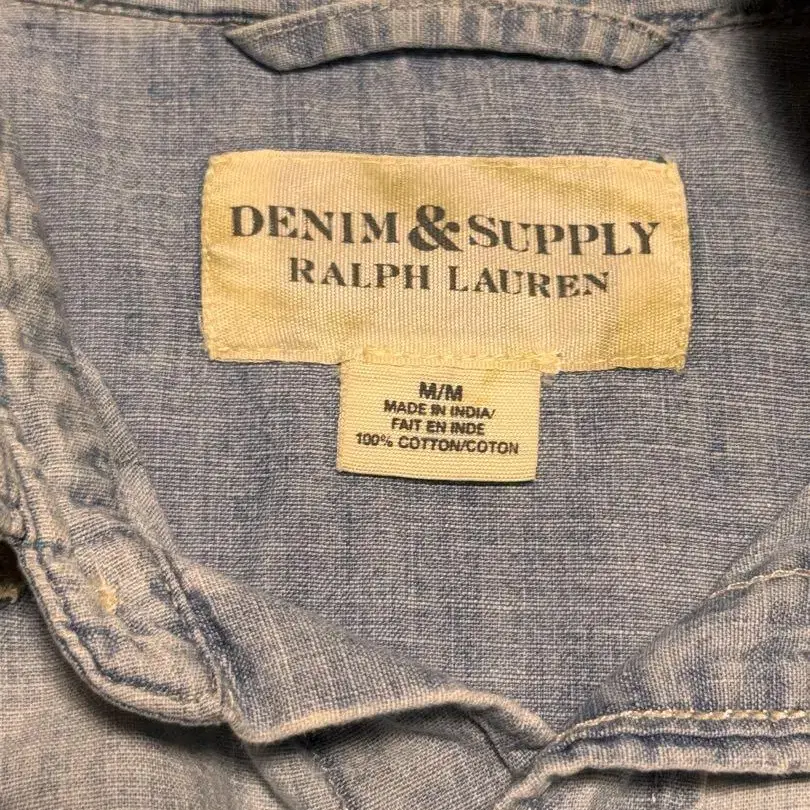 DENIM & SUPPLY
RALPH LAUREN
M/M
MADE IN INDIA/
FAIT EN INDE
100% COTTON/COTON